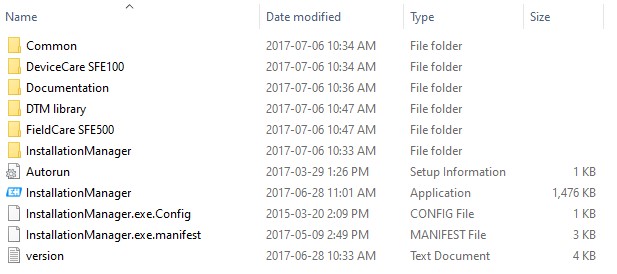 Name Date modified Type Size
Common 2017-07-06 10:34 AM File folder
DeviceCare SFE100 2017-07-06 10:34 AM File folder
Documentation 2017-07-06 10:36 AM File folder
DTM library 2017-07-06 10:47 AM File folder
FieldCare SFE500 2017-07-06 10:47 AM File folder
InstallationManager 2017-07-06 10:33 AM File folder
Autorun 2017-03-29 1:26 PM Setup Information 1 KB
InstallationManager 2017-06-28 11:01 AM Application 1,476 KB
InstallationManager.exe.Config 2015-03-20 2:09 PM CONFIG File 1 KB
InstallationManager.exe.manifest 2017-05-09 2:49 PM MANIFEST File 3 KB
version 2017-06-28 10:33 AM Text Document 4 KB